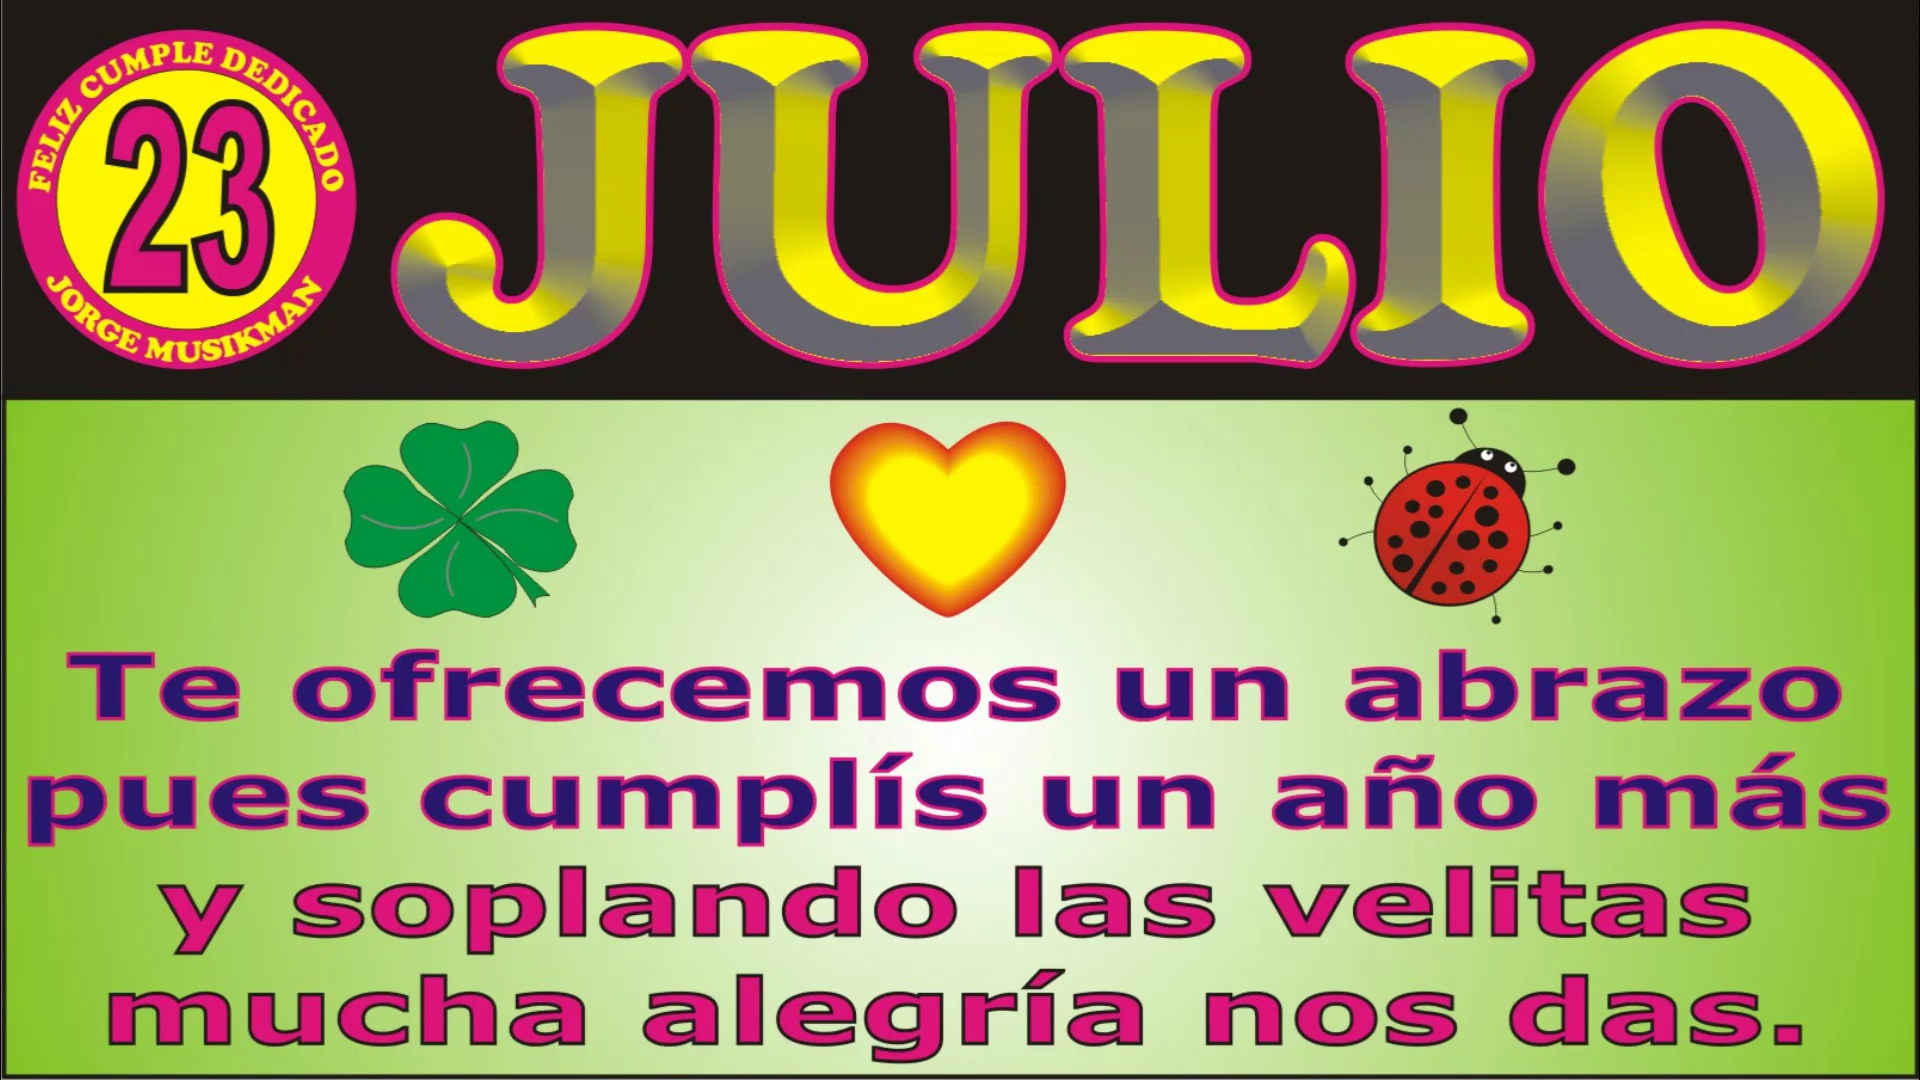 FELIZ CUMPLE DEDICADO
23
JORGE MUSIKMAN
JULIO
Te ofrecemos un abrazo
pues cumplís un año más
y soplando las velitas
mucha alegría nos das.